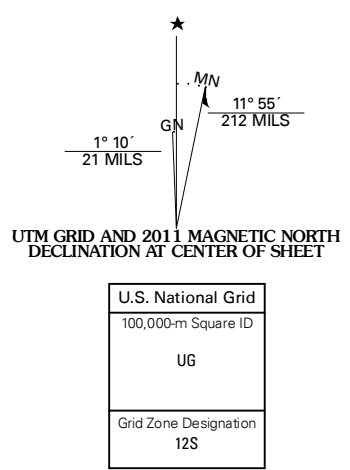 MN
GN
11° 55´
212 MILS
1° 10´
21 MILS
UTM GRID AND 2011 MAGNETIC NORTH
DECLINATION AT CENTER OF SHEET
U.S. National Grid
100,000-m Square ID
UG
Grid Zone Designation
12S